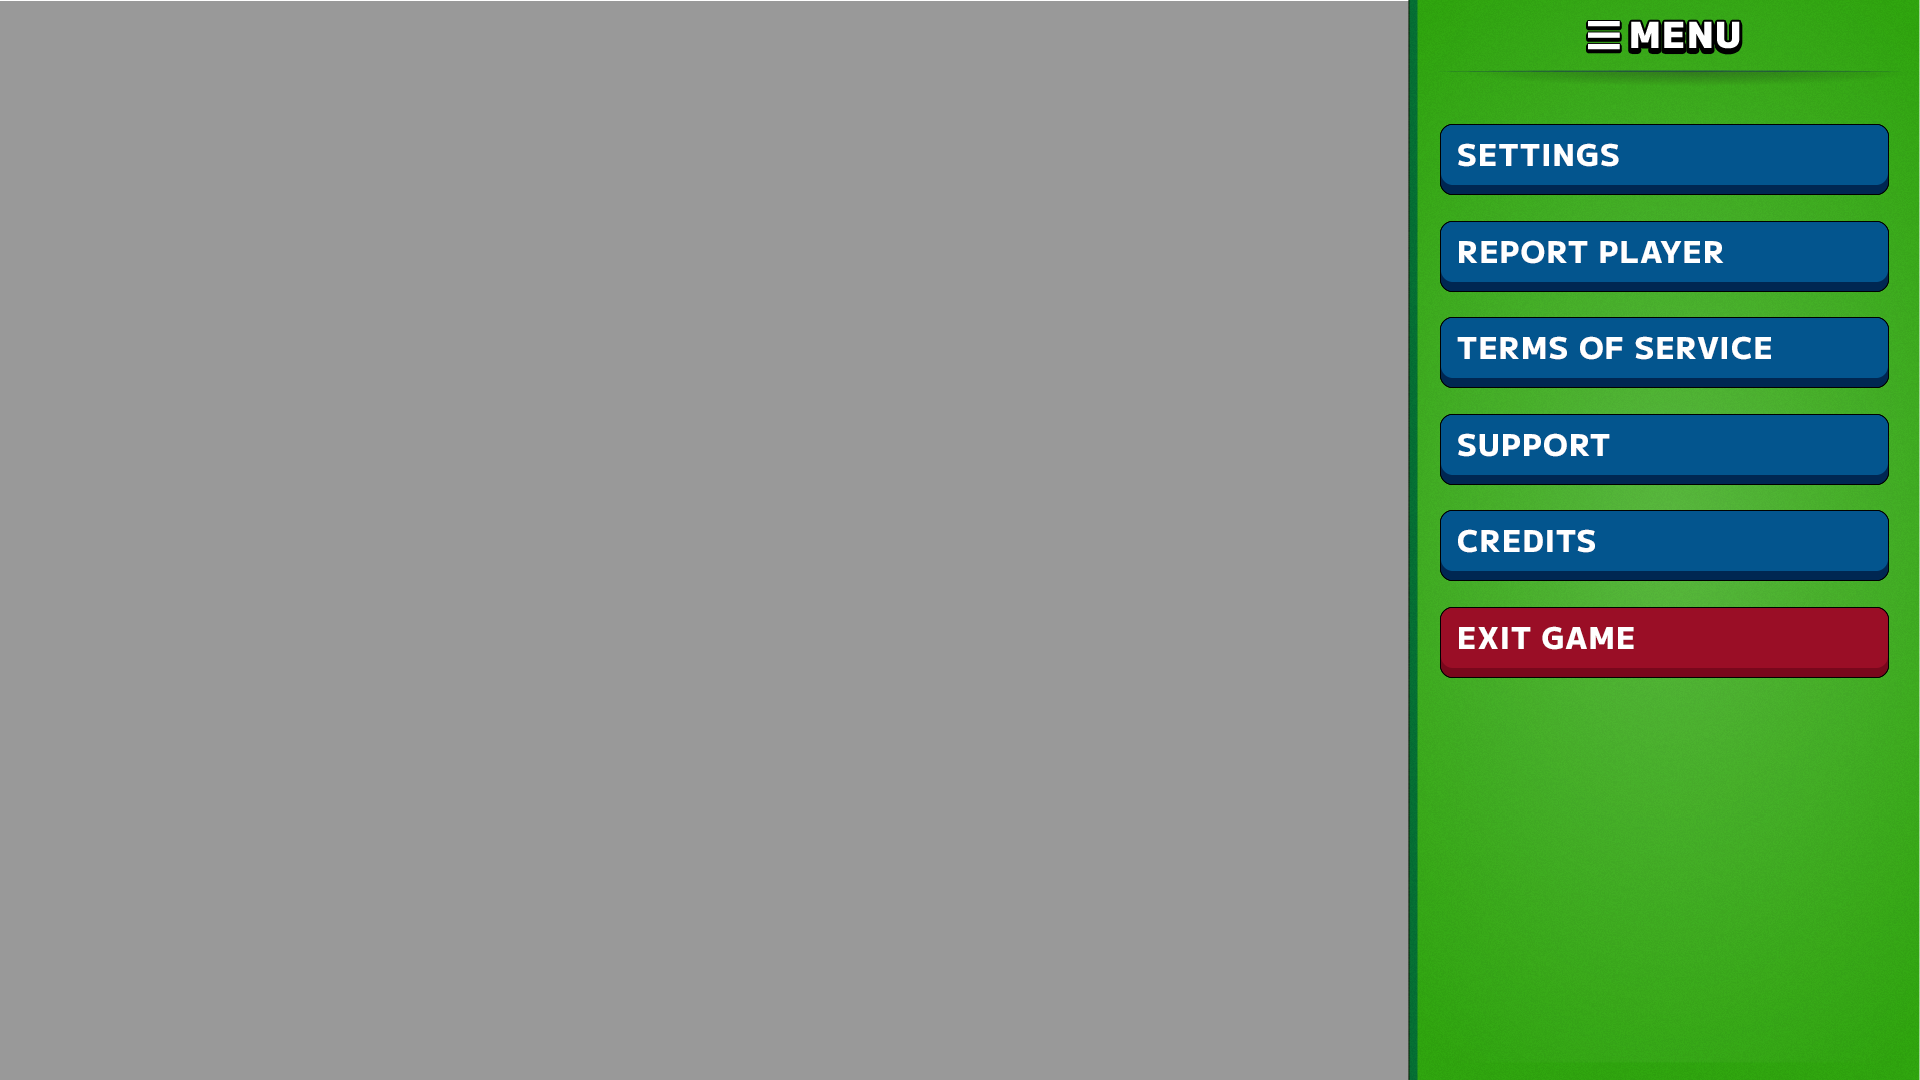 MENU
SETTINGS
REPORT PLAYER
TERMS OF SERVICE
SUPPORT
CREDITS
EXIT GAME